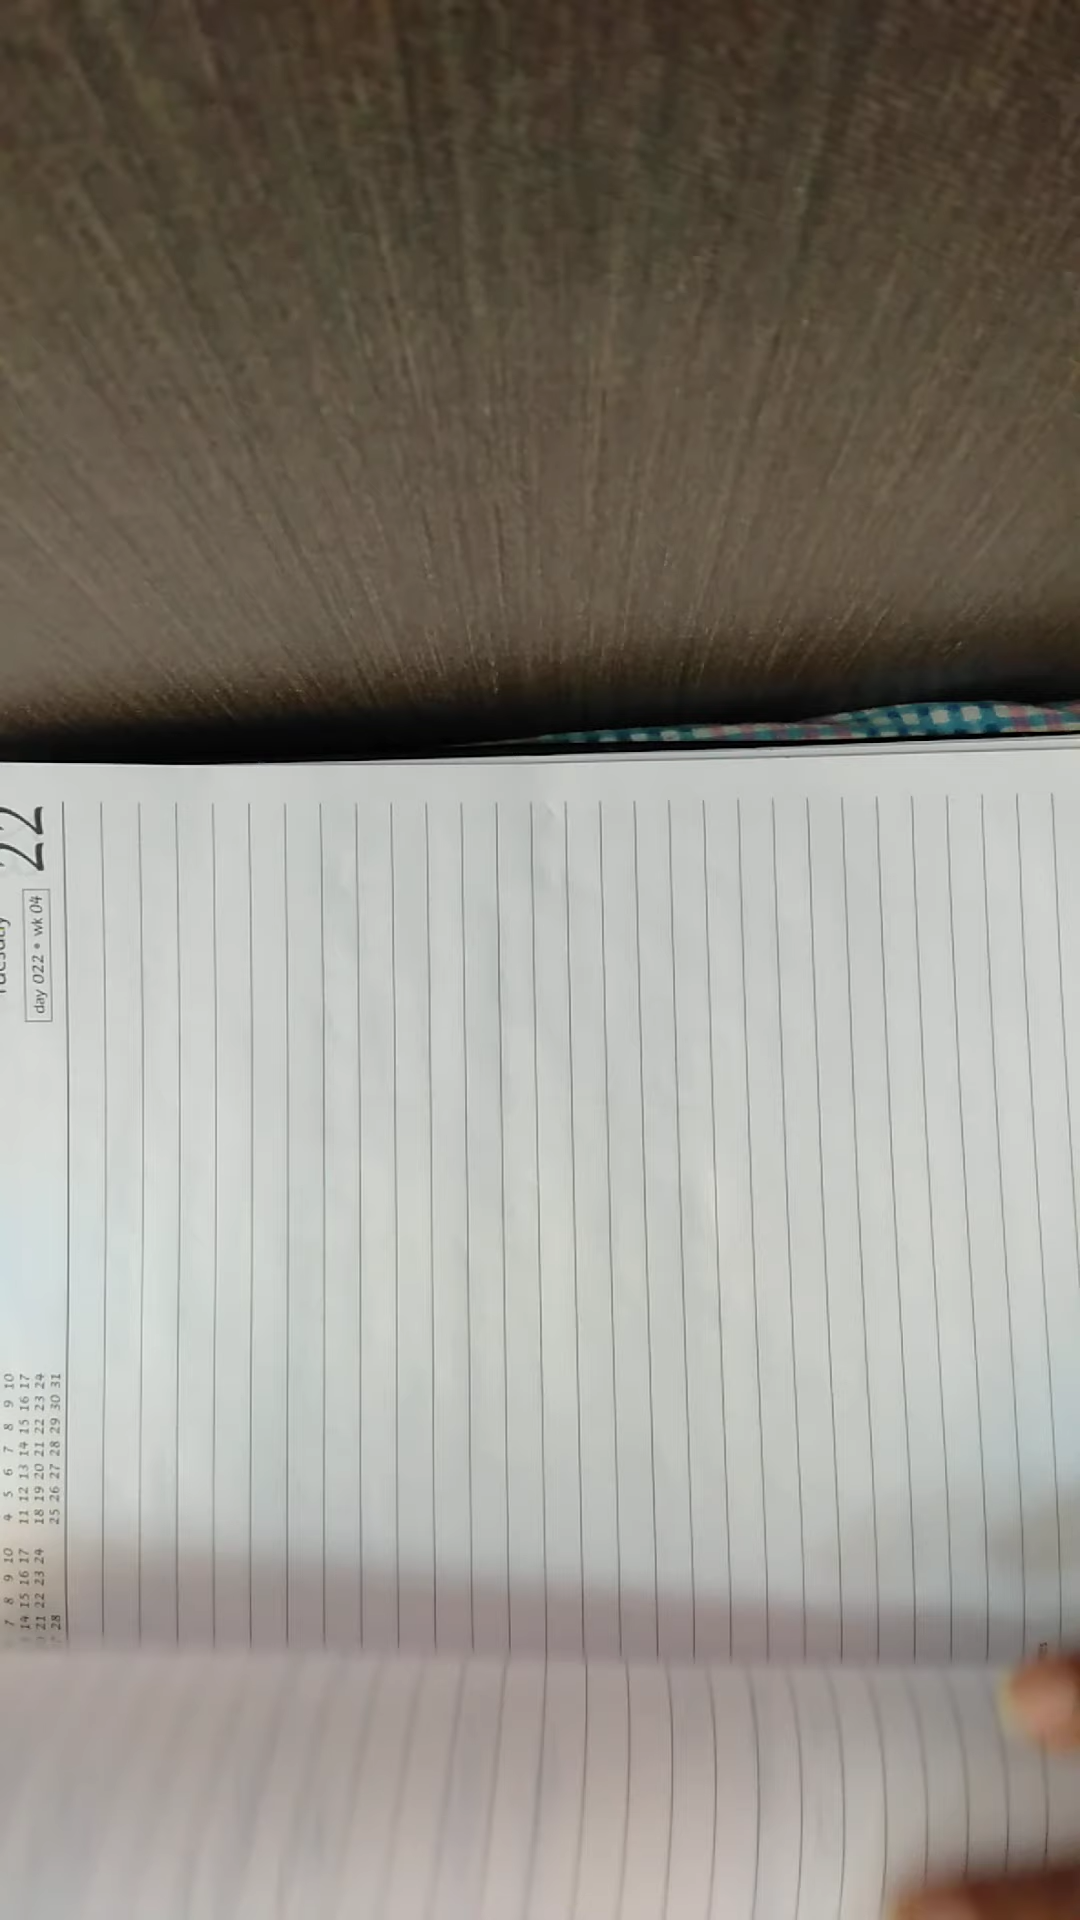 Tuesday 22
day 022 • wk 04
7 8 9 10
14 15 16 17
21 22 23 24
28
4 5 6 7 8 9 10
11 12 13 14 15 16 17
18 19 20 21 22 23 24
25 26 27 28 29 30 31